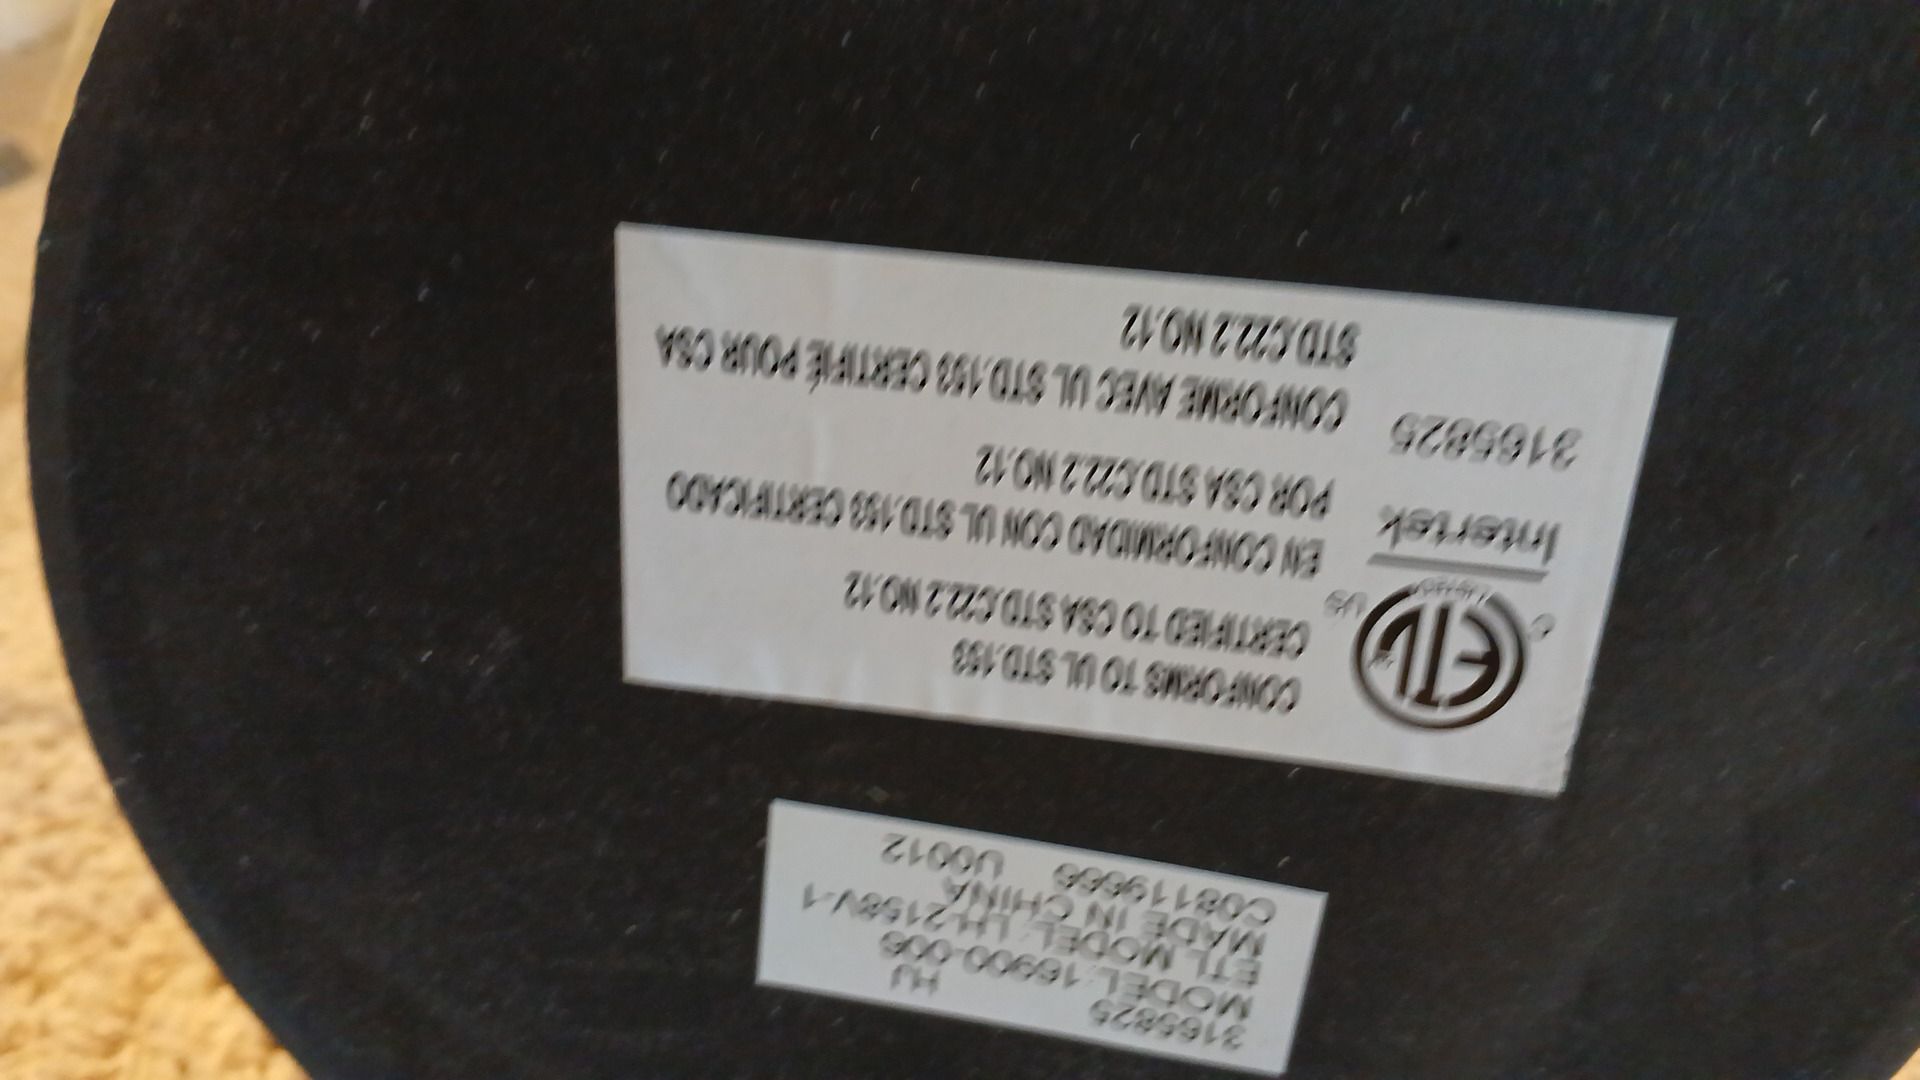 3165825
HJ
MODEL:16900-006
ETL MODEL: LH-2158V-1
MADE IN CHINA
C08119666 U0012
C US
ETL
LISTED
Intertek
3165825
CONFORMS TO UL STD.153
CERTIFIED TO CSA STD.C22.2 NO.12
EN CONFORMIDAD CON UL STD.153 CERTIFICADO
POR CSA STD.C22.2 NO.12
CONFORME AVEC UL STD.153 CERTIFIÉ POUR CSA
STD.C22.2 NO.12